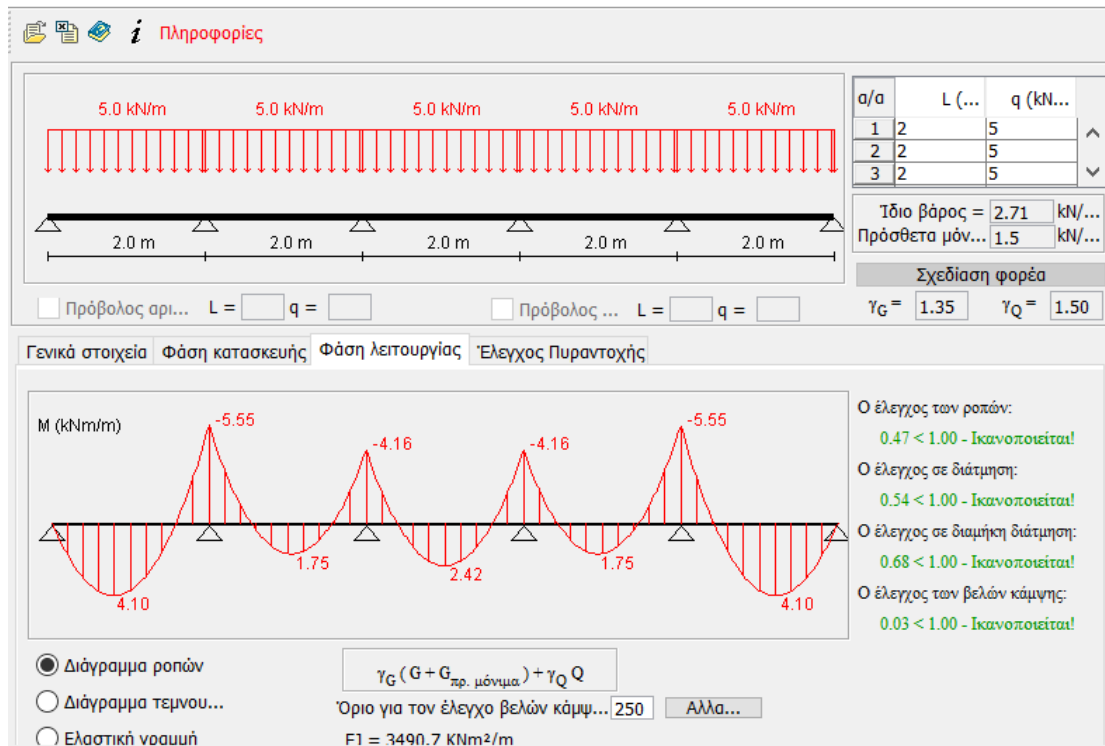 i Πληροφορίες
5.0 kN/m 5.0 kN/m 5.0 kN/m 5.0 kN/m 5.0 kN/m
2.0 m 2.0 m 2.0 m 2.0 m 2.0 m
α/α L (... q (kN...
1 2 5
2 2 5
3 2 5
Ίδιο βάρος = 2.71 kN/...
Πρόσθετα μόν... 1.5 kN/...
Σχεδίαση φορέα
Πρόβολος αρι... L = q = Πρόβολος ... L = q =
γG = 1.35 γQ = 1.50
Γενικά στοιχεία Φάση κατασκευής Φάση λειτουργίας Έλεγχος Πυραντοχής
M (kNm/m)
-5.55 -4.16 -4.16 -5.55
4.10 1.75 2.42 1.75 4.10
Ο έλεγχος των ροπών:
0.47 < 1.00 - Ικανοποιείται!
Ο έλεγχος σε διάτμηση:
0.54 < 1.00 - Ικανοποιείται!
Ο έλεγχος σε διαμήκη διάτμηση:
0.68 < 1.00 - Ικανοποιείται!
Ο έλεγχος των βελών κάμψης:
0.03 < 1.00 - Ικανοποιείται!
Διάγραμμα ροπών
γG ( G + Gπρ. μόνιμα ) + γQ Q
Διάγραμμα τεμνου...
Όριο για τον έλεγχο βελών κάμψ... 250 Αλλα...
Ελαστική γραμμή
EI = 3490.7 KNm²/m